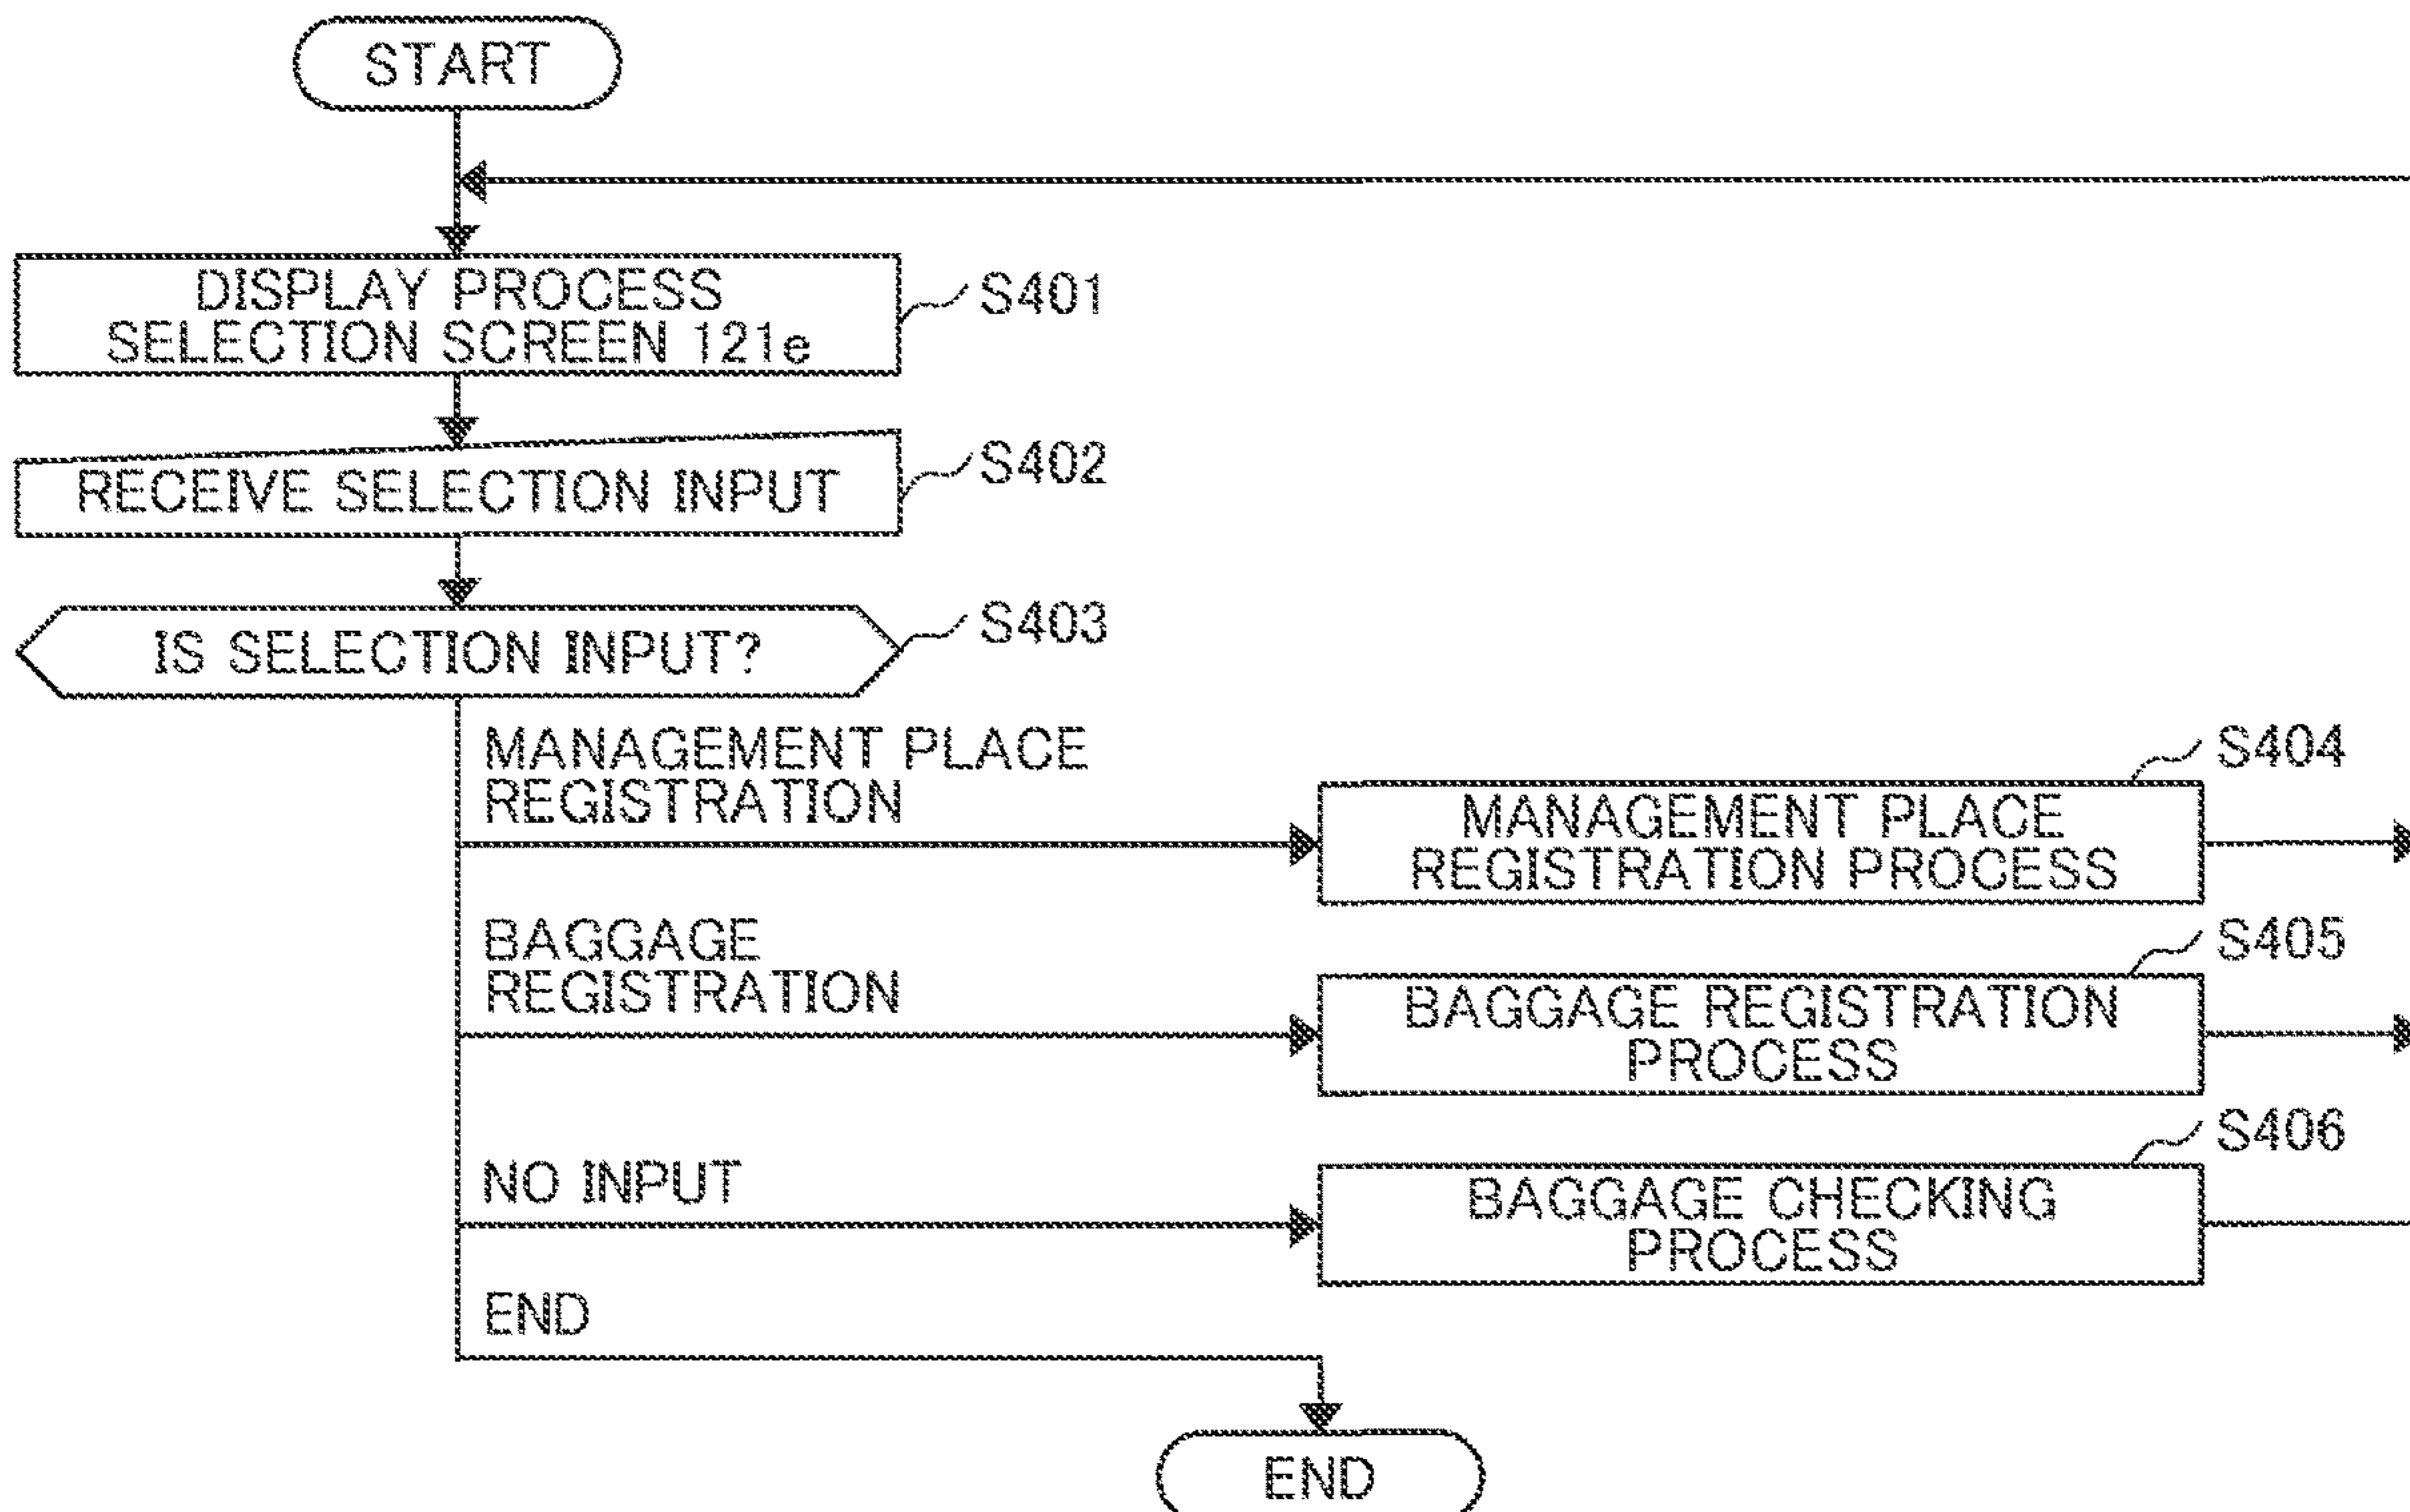 START
DISPLAY PROCESS
SELECTION SCREEN 121e
S401
RECEIVE SELECTION INPUT
S402
IS SELECTION INPUT?
S403
MANAGEMENT PLACE
REGISTRATION
S404
MANAGEMENT PLACE
REGISTRATION PROCESS
BAGGAGE
REGISTRATION
S405
BAGGAGE REGISTRATION
PROCESS
NO INPUT
S406
BAGGAGE CHECKING
PROCESS
END
END